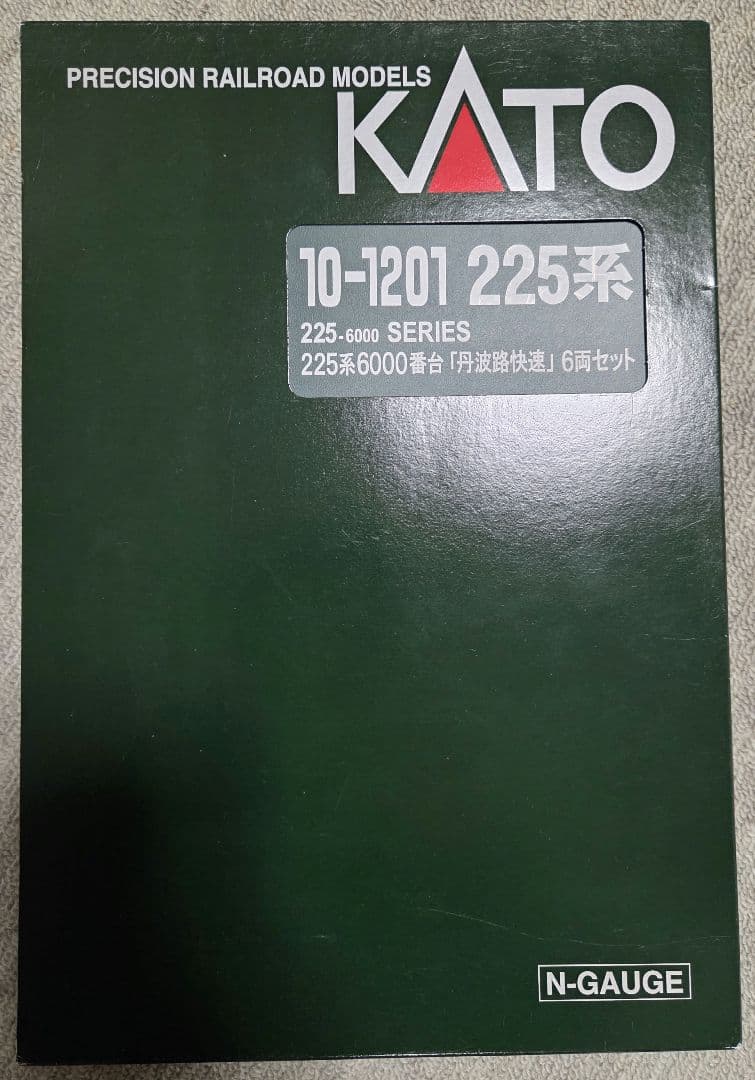 PRECISION RAILROAD MODELS
KATO
10-1201 225系
225-6000 SERIES
225系6000番台「丹波路快速」6両セット
N-GAUGE